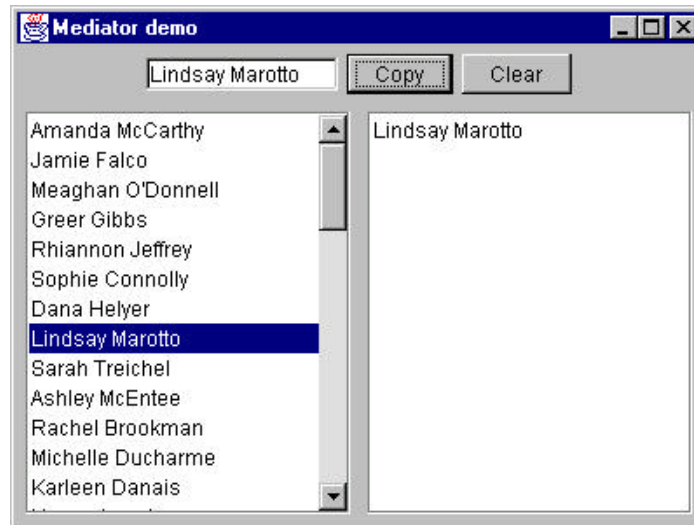 Mediator demo
Lindsay Marotto Copy Clear
Amanda McCarthy
Jamie Falco
Meaghan O'Donnell
Greer Gibbs
Rhiannon Jeffrey
Sophie Connolly
Dana Helyer
Lindsay Marotto
Sarah Treichel
Ashley McEntee
Rachel Brookman
Michelle Ducharme
Karleen Danais
Lindsay Marotto